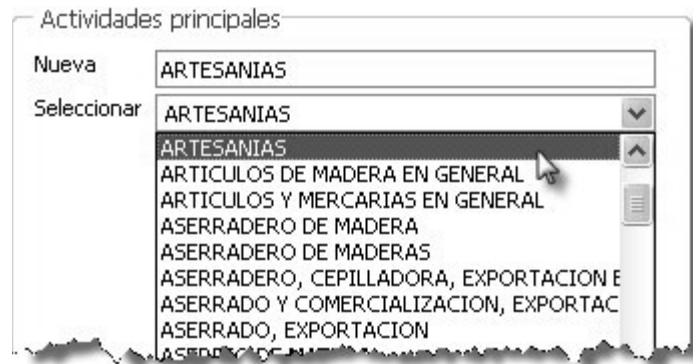 Actividades principales
Nueva ARTESANIAS
Seleccionar ARTESANIAS
ARTESANIAS
ARTICULOS DE MADERA EN GENERAL
ARTICULOS Y MERCARIAS EN GENERAL
ASERRADERO DE MADERA
ASERRADERO DE MADERAS
ASERRADERO, CEPILLADORA, EXPORTACION E
ASERRADO Y COMERCIALIZACION, EXPORTAC
ASERRADO, EXPORTACION